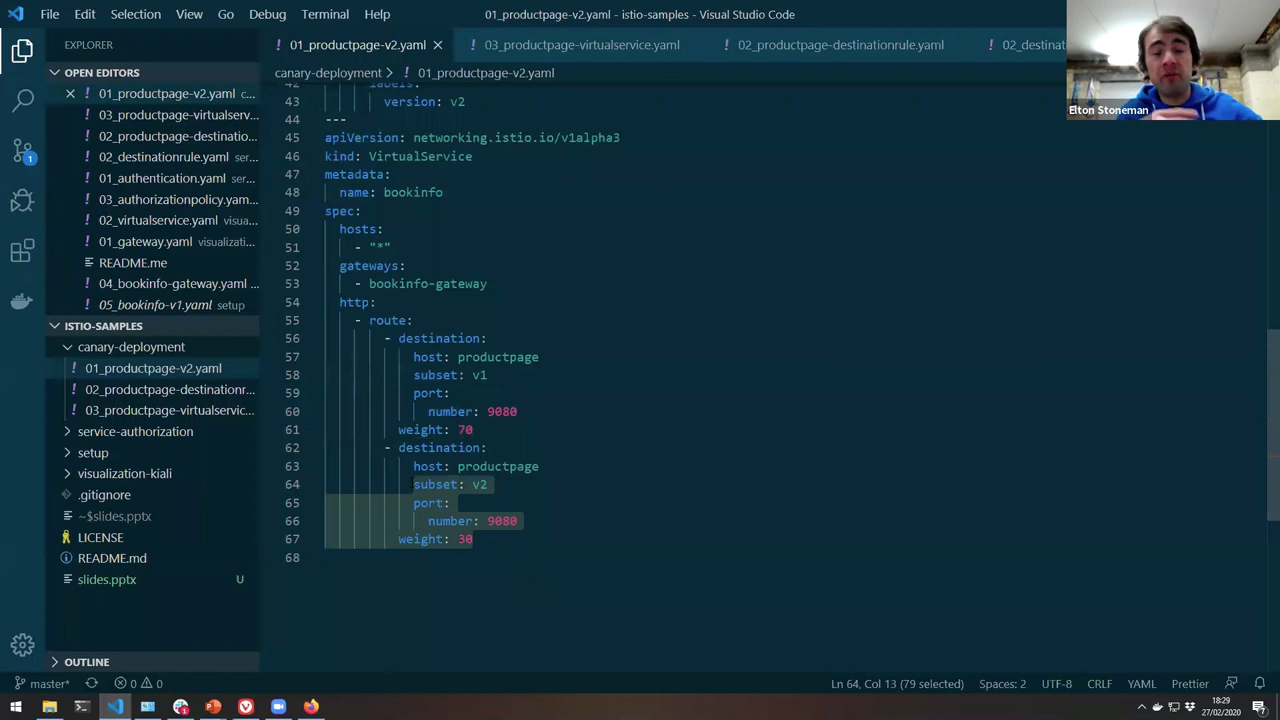 File Edit Selection View Go Debug Terminal Help
01_productpage-v2.yaml - istio-samples - Visual Studio Code
EXPLORER
01_productpage-v2.yaml
03_productpage-virtualservice.yaml
02_productpage-destinationrule.yaml
02_destinat
Elton Stoneman
canary-deployment > 01_productpage-v2.yaml
OPEN EDITORS
01_productpage-v2.yaml c...
03_productpage-virtualserv...
02_productpage-destinatio...
02_destinationrule.yaml ser...
01_authentication.yaml ser...
03_authorizationpolicy.yam...
02_virtualservice.yaml visua...
01_gateway.yaml visualizati...
README.me
04_bookinfo-gateway.yaml ...
05_bookinfo-v1.yaml setup
ISTIO-SAMPLES
canary-deployment
01_productpage-v2.yaml
02_productpage-destinationr...
03_productpage-virtualservic...
service-authorization
setup
visualization-kiali
.gitignore
~$slides.pptx
LICENSE
README.md
slides.pptx U
OUTLINE
42 labels:
43 version: v2
44 ---
45 apiVersion: networking.istio.io/v1alpha3
46 kind: VirtualService
47 metadata:
48 name: bookinfo
49 spec:
50 hosts:
51 - "*"
52 gateways:
53 - bookinfo-gateway
54 http:
55 - route:
56 - destination:
57 host: productpage
58 subset: v1
59 port:
60 number: 9080
61 weight: 70
62 - destination:
63 host: productpage
64 subset: v2
65 port:
66 number: 9080
67 weight: 30
68
master* 0 0 Ln 64, Col 13 (79 selected) Spaces: 2 UTF-8 CRLF YAML Prettier
18:29
27/02/2020